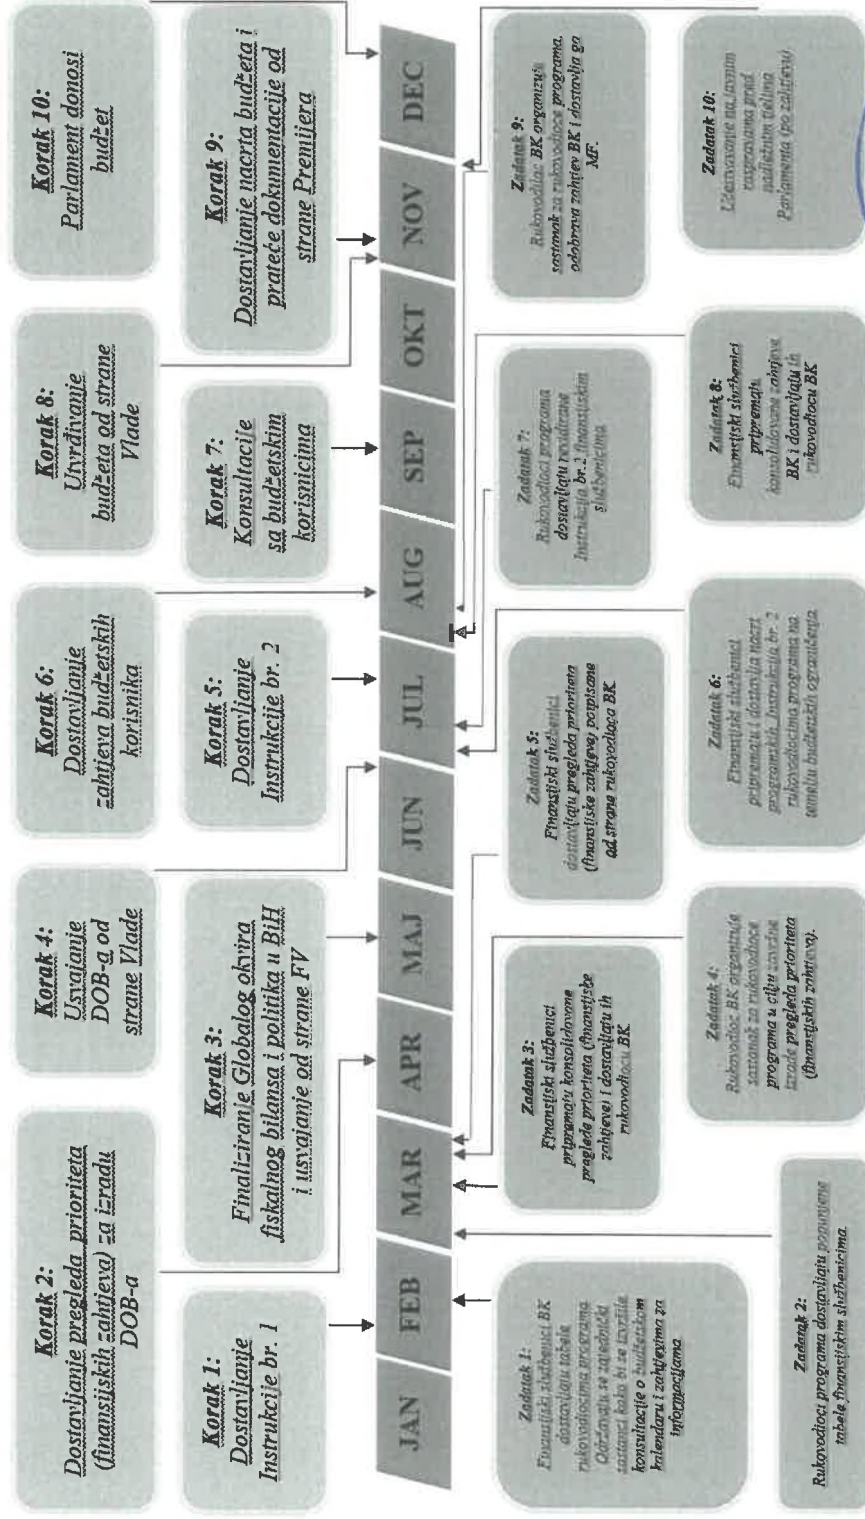 Korak 2:
Dostavljanje pregleda prioriteta
(finansijskih zahtjeva) za izradu
DOB-a
Korak 4:
Usvajanje
DOB-a od
strane Vlade
Korak 6:
Dostavljanje
zahtjeva budžetskih
korisnika
Korak 8:
Utvrđivanje
budžeta od strane
Vlade
Korak 10:
Parlament donosi
budžet
Korak 1:
Dostavljanje
Instrukcije br. 1
Korak 3:
Finaliziranje Globalnog okvira
fiskalnog bilansa i politika u BiH
i usvajanje od strane FV
Korak 5:
Dostavljanje
Instrukcije br. 2
Korak 7:
Konsultacije
sa budžetskim
korisnicima
Korak 9:
Dostavljanje nacrta budžeta i
prateće dokumentacije od
strane Premijera
JAN
FEB
MAR
APR
MAJ
JUN
JUL
AUG
SEP
OKT
NOV
DEC
Zadatak 1:
Finansijski službenici BK
dostavljaju tabele
rukovodiocima programa
Održavaju se zajednički
sastanci kako bi se izvršile
konsultacije o budžetskom
kalendaru i zahtjevima za
informacijama
Zadatak 3:
Finansijski službenici
pripremaju konsolidovane
preglede prioriteta (finansijske
zahtjeve) i dostavljaju ih
rukovodiocu BK
Zadatak 5:
Finansijski službenici
dostavljaju pregleda prioriteta
(finansijske zahtjeve) potpisane
od strane rukovodioca BK
Zadatak 7:
Rukovodioci programa
dostavljaju revidirane
Instrukcija br.2 finansijskim
službenicima
Zadatak 9:
Rukovodilac BK organizuje
sastanak za rukovodioce programa,
odobrava zahtjev BK i dostavlja ga
MF.
Zadatak 2:
Rukovodioci programa dostavljaju popunjene
tabele finansijskim službenicima
Zadatak 4:
Rukovodioc BK organizuje
sastanak za rukovodioce
programa u cilju završne
izrade pregleda prioriteta
(finansijskih zahtjeva).
Zadatak 6:
Finansijski službenici
pripremaju i dostavlja nacrt
programskih Instrukcija br. 2
rukovodiocima programa na
temelju budžetskih ograničenja
Zadatak 8:
Finansijski službenici
pripremaju
konsolidovane zahtjeve
BK i dostavljaju ih
rukovodiocu BK
Zadatak 10:
Učestvovanje na javnim
raspravama pred
nadležnim tijelima
Parlamenta (po zahtjevu)